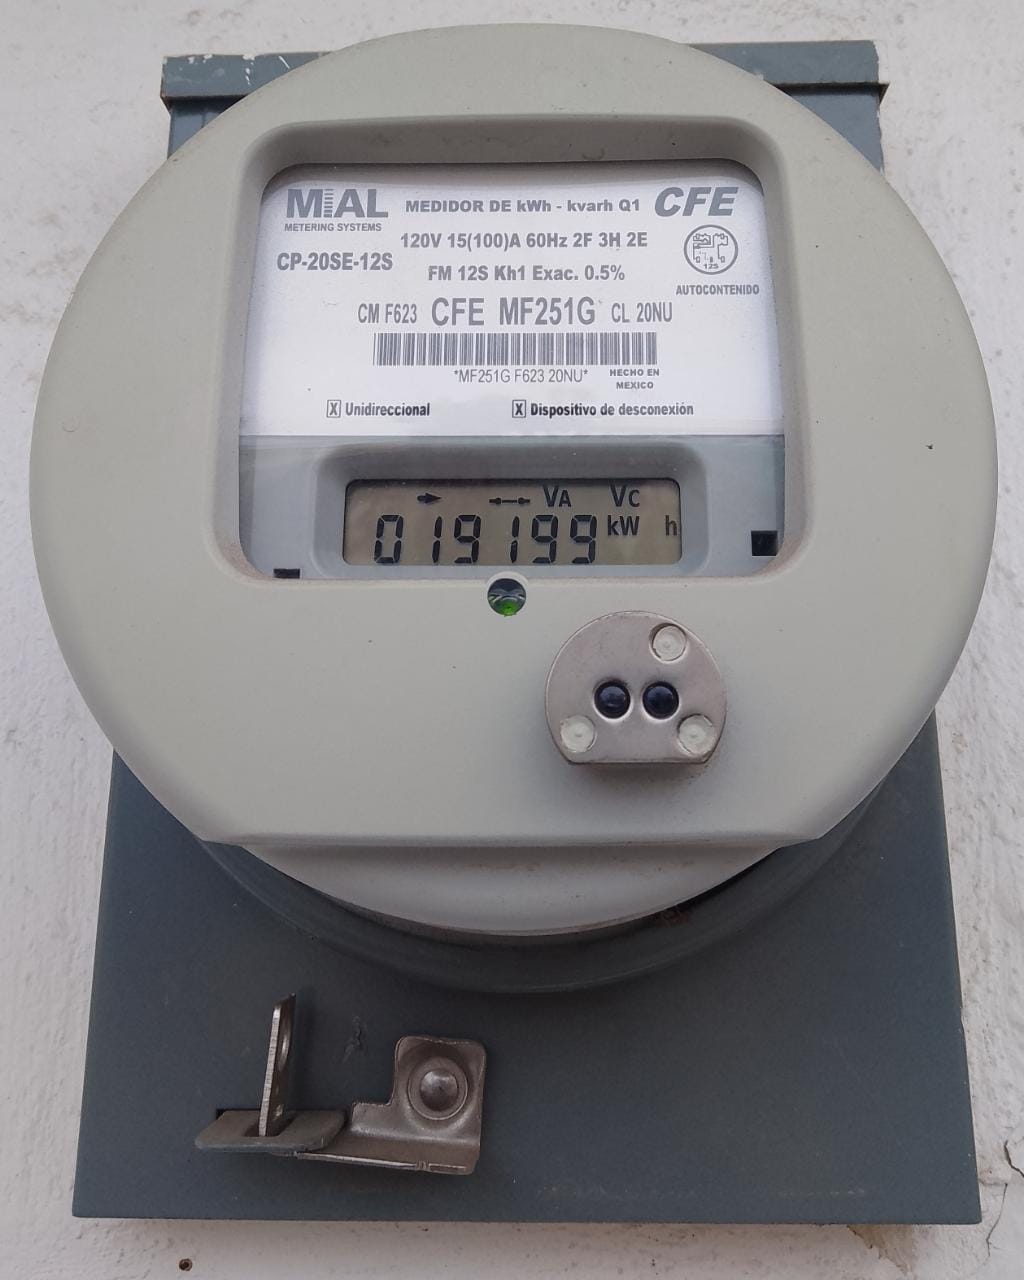 MIAL
METERING SYSTEMS
MEDIDOR DE kWh - kvarh Q1
CFE
120V 15(100)A 60Hz 2F 3H 2E
CP-20SE-12S
FM 12S Kh1 Exac. 0.5%
12S
AUTOCONTENIDO
CM F623 CFE MF251G CL 20NU
*MF251G F623 20NU*
HECHO EN
MEXICO
X Unidireccional
X Dispositivo de desconexión
VA VC
019199 kW h